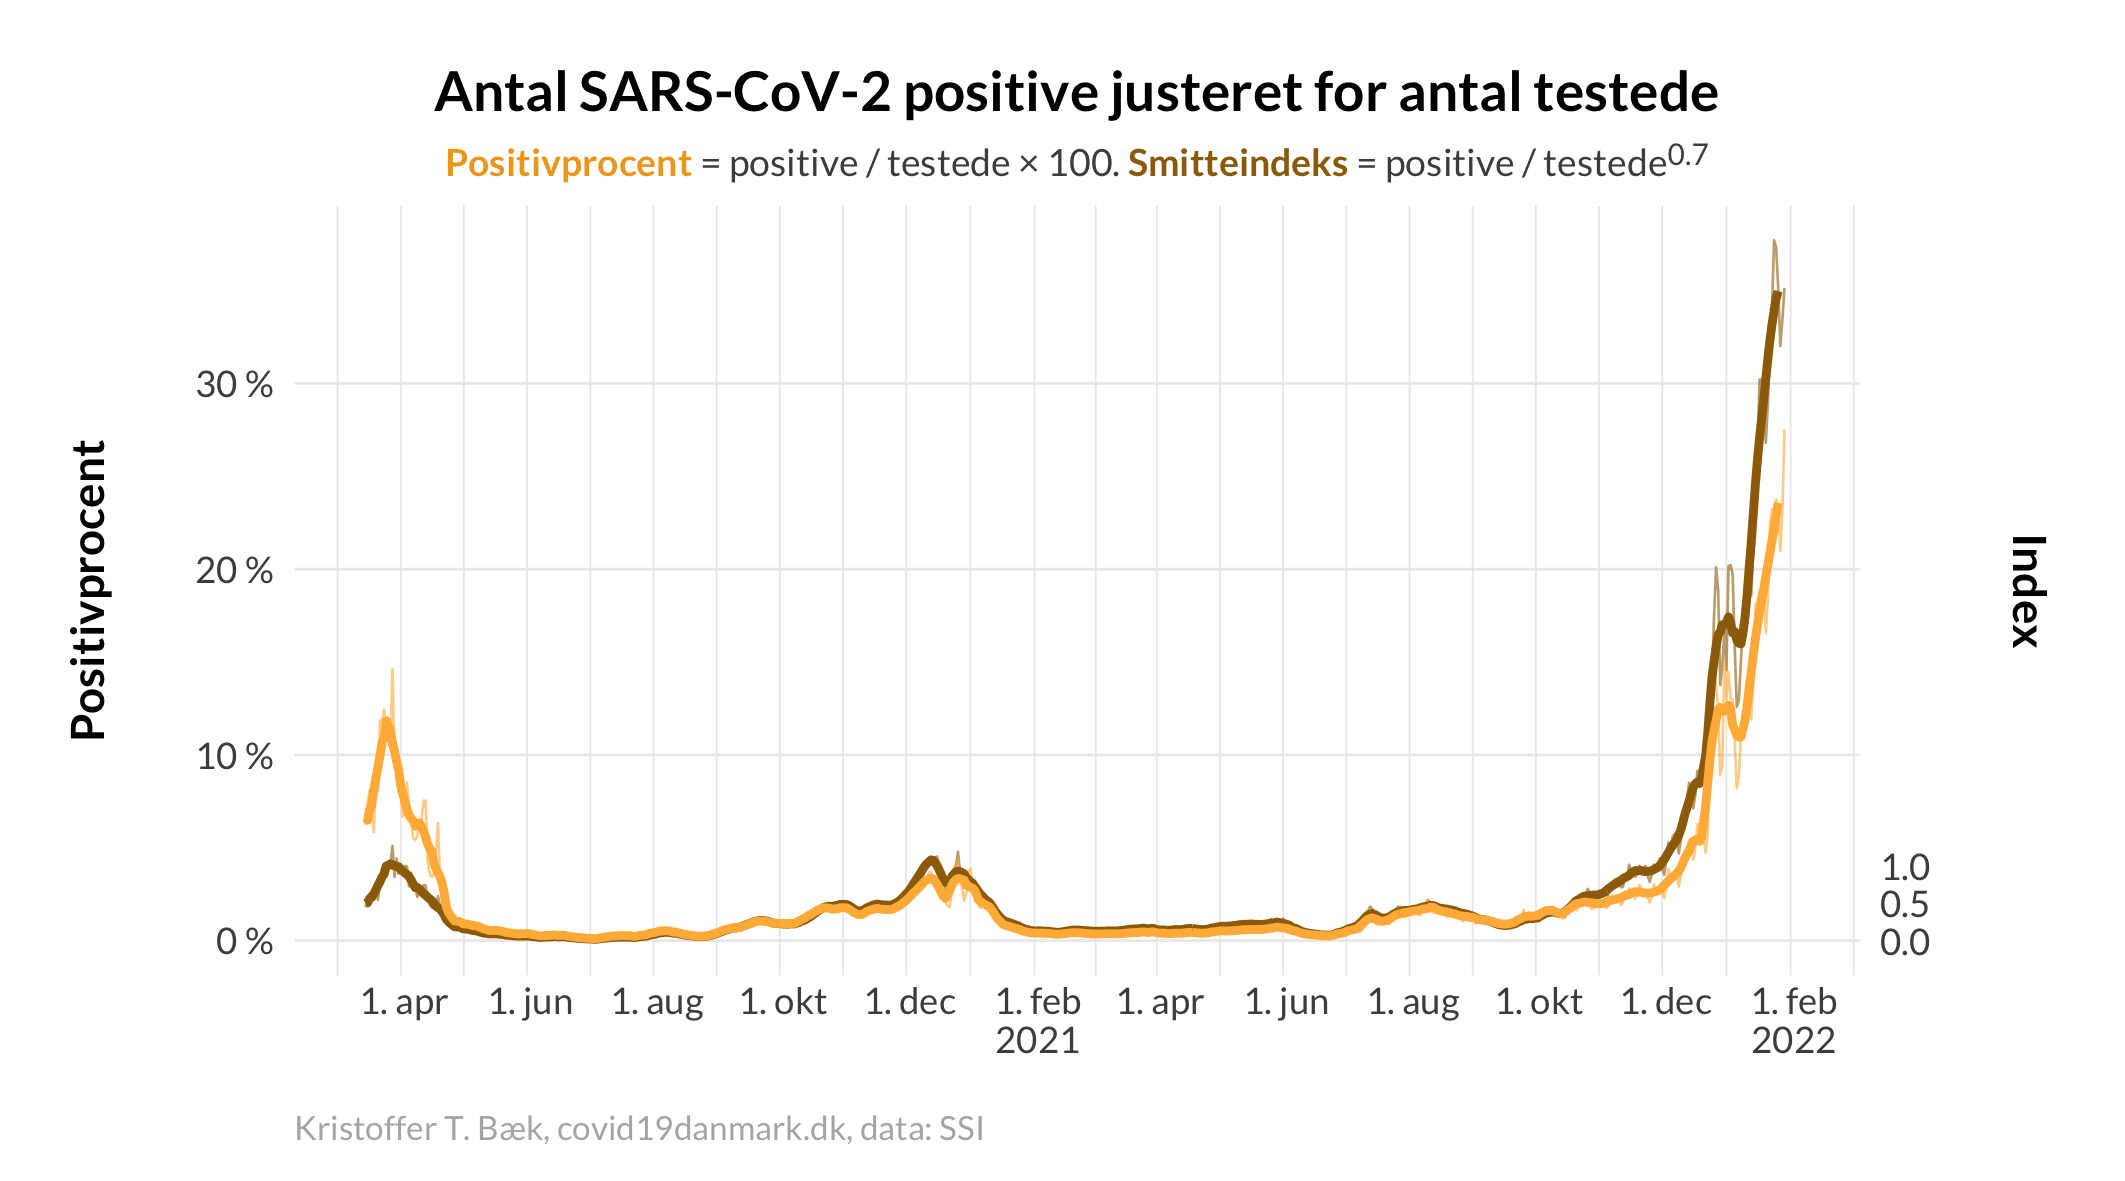 Antal SARS-CoV-2 positive justeret for antal testede
Positivprocent = positive / testede × 100. Smitteindeks = positive / testede^0.7
Positivprocent
30 %
20 %
10 %
0 %
Index
1.0
0.5
0.0
1. apr 1. jun 1. aug 1. okt 1. dec 1. feb 1. apr 1. jun 1. aug 1. okt 1. dec 1. feb
2021 2022
Kristoffer T. Bæk, covid19danmark.dk, data: SSI